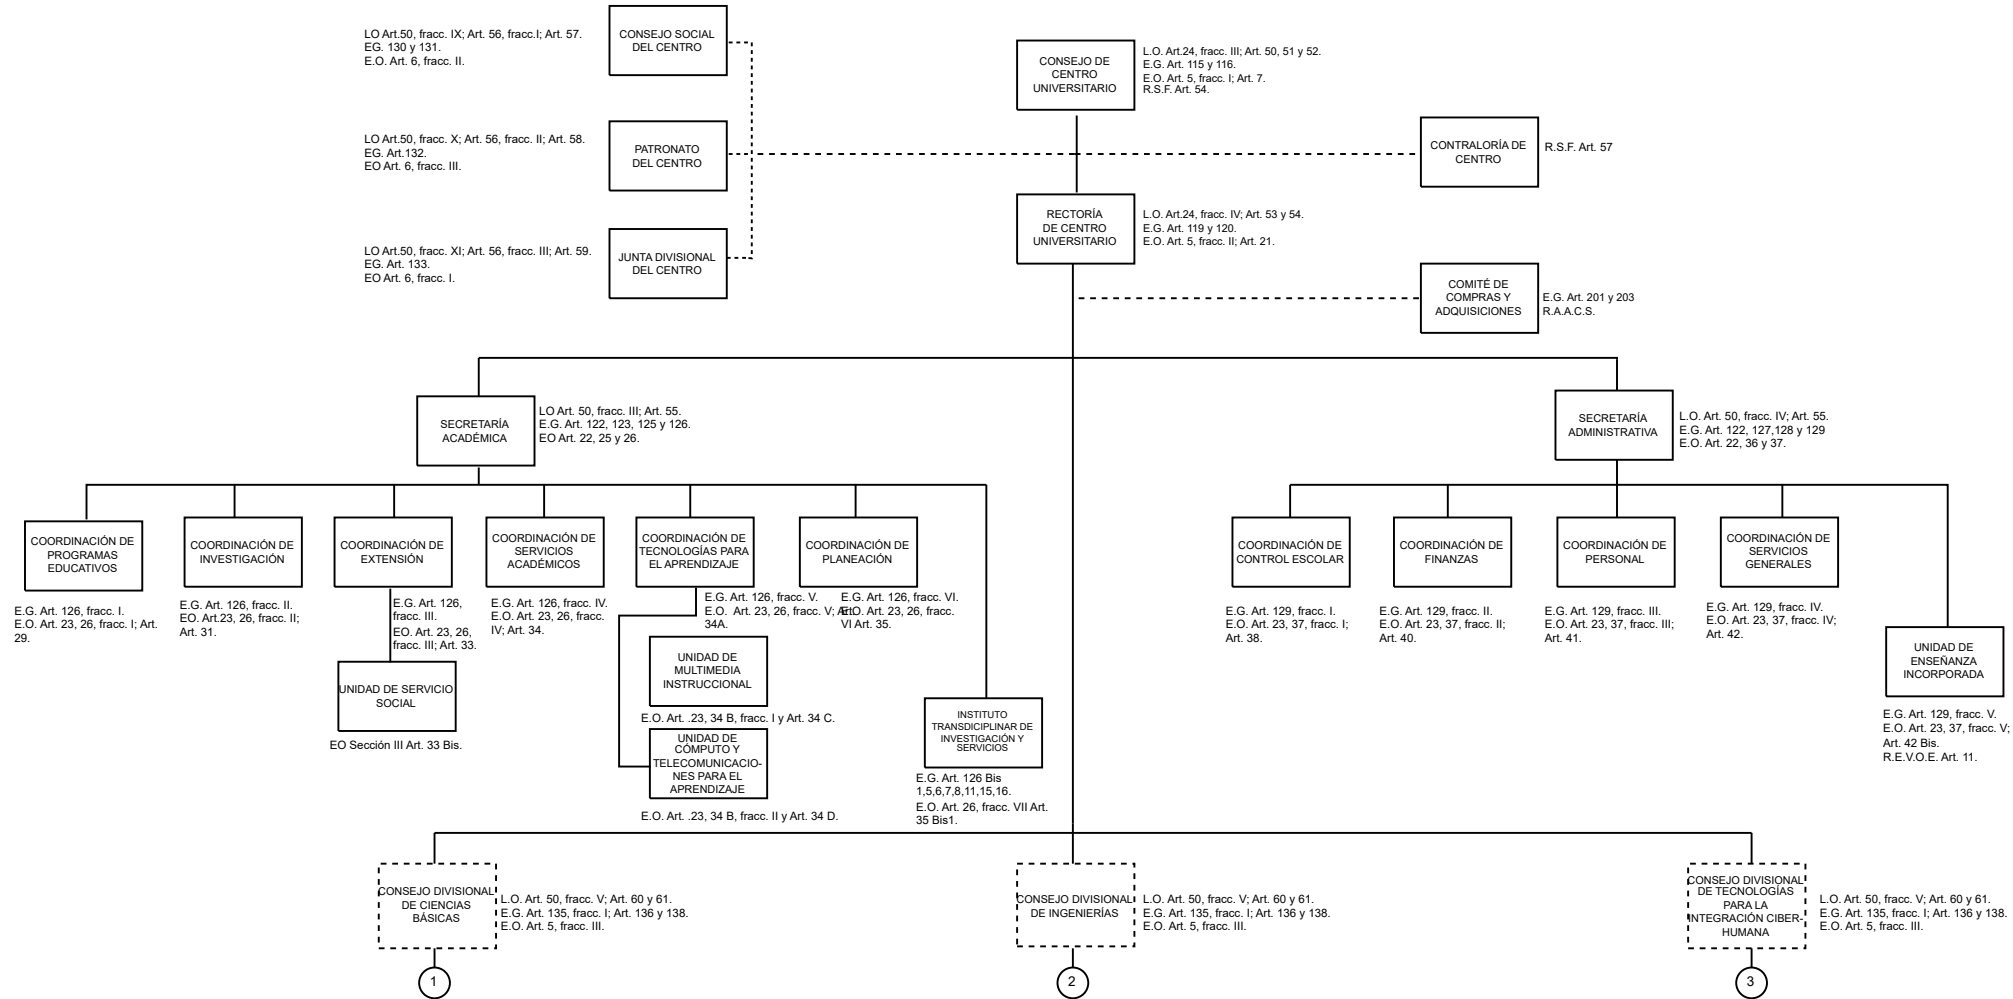 LO Art.50, fracc. IX; Art. 56, fracc.I; Art. 57.
EG. 130 y 131.
E.O. Art. 6, fracc. II.
CONSEJO SOCIAL
DEL CENTRO
CONSEJO DE
CENTRO
UNIVERSITARIO
L.O. Art.24, fracc. III; Art. 50, 51 y 52.
E.G. Art. 115 y 116.
E.O. Art. 5, fracc. I; Art. 7.
R.S.F. Art. 54.
LO Art.50, fracc. X; Art. 56, fracc. II; Art. 58.
EG. Art.132.
EO Art. 6, fracc. III.
PATRONATO
DEL CENTRO
CONTRALORÍA DE
CENTRO
R.S.F. Art. 57
RECTORÍA
DE CENTRO
UNIVERSITARIO
L.O. Art.24, fracc. IV; Art. 53 y 54.
E.G. Art. 119 y 120.
E.O. Art. 5, fracc. II; Art. 21.
LO Art.50, fracc. XI; Art. 56, fracc. III; Art. 59.
EG. Art. 133.
EO Art. 6, fracc. I.
JUNTA DIVISIONAL
DEL CENTRO
COMITÉ DE
COMPRAS Y
ADQUISICIONES
E.G. Art. 201 y 203
R.A.A.C.S.
SECRETARÍA
ACADÉMICA
LO Art. 50, fracc. III; Art. 55.
E.G. Art. 122, 123, 125 y 126.
EO Art. 22, 25 y 26.
SECRETARÍA
ADMINISTRATIVA
L.O. Art. 50, fracc. IV; Art. 55.
E.G. Art. 122, 127,128 y 129
E.O. Art. 22, 36 y 37.
COORDINACIÓN DE
PROGRAMAS
EDUCATIVOS
E.G. Art. 126, fracc. I.
E.O. Art. 23, 26, fracc. I; Art.
29.
COORDINACIÓN DE
INVESTIGACIÓN
E.G. Art. 126, fracc. II.
EO. Art.23, 26, fracc. II;
Art. 31.
COORDINACIÓN DE
EXTENSIÓN
E.G. Art. 126,
fracc. III.
EO. Art. 23, 26,
fracc. III; Art. 33.
UNIDAD DE SERVICIO
SOCIAL
EO Sección III Art. 33 Bis.
COORDINACIÓN DE
SERVICIOS
ACADÉMICOS
E.G. Art. 126, fracc. IV.
E.O. Art. 23, 26, fracc.
IV; Art. 34.
COORDINACIÓN DE
TECNOLOGÍAS PARA
EL APRENDIZAJE
E.G. Art. 126, fracc. V.
E.O. Art. 23, 26, fracc. V; Art.
34A.
UNIDAD DE
MULTIMEDIA
INSTRUCCIONAL
E.O. Art. .23, 34 B, fracc. I y Art. 34 C.
UNIDAD DE
CÓMPUTO Y
TELECOMUNICACIO-
NES PARA EL
APRENDIZAJE
E.O. Art. .23, 34 B, fracc. II y Art. 34 D.
COORDINACIÓN DE
PLANEACIÓN
E.G. Art. 126, fracc. VI.
E.O. Art. 23, 26, fracc.
VI Art. 35.
INSTITUTO
TRANSDICIPLINAR DE
INVESTIGACIÓN Y
SERVICIOS
E.G. Art. 126 Bis
1,5,6,7,8,11,15,16.
E.O. Art. 26, fracc. VII Art.
35 Bis1.
COORDINACIÓN DE
CONTROL ESCOLAR
E.G. Art. 129, fracc. I.
E.O. Art. 23, 37, fracc. I;
Art. 38.
COORDINACIÓN DE
FINANZAS
E.G. Art. 129, fracc. II.
E.O. Art. 23, 37, fracc. II;
Art. 40.
COORDINACIÓN DE
PERSONAL
E.G. Art. 129, fracc. III.
E.O. Art. 23, 37, fracc. III;
Art. 41.
COORDINACIÓN DE
SERVICIOS
GENERALES
E.G. Art. 129, fracc. IV.
E.O. Art. 23, 37, fracc. IV;
Art. 42.
UNIDAD DE
ENSEÑANZA
INCORPORADA
E.G. Art. 129, fracc. V.
E.O. Art. 23, 37, fracc. V;
Art. 42 Bis.
R.E.V.O.E. Art. 11.
CONSEJO DIVISIONAL
DE CIENCIAS
BÁSICAS
L.O. Art. 50, fracc. V; Art. 60 y 61.
E.G. Art. 135, fracc. I; Art. 136 y 138.
E.O. Art. 5, fracc. III.
1
CONSEJO DIVISIONAL
DE INGENIERÍAS
L.O. Art. 50, fracc. V; Art. 60 y 61.
E.G. Art. 135, fracc. I; Art. 136 y 138.
E.O. Art. 5, fracc. III.
2
CONSEJO DIVISIONAL
DE TECNOLOGÍAS
PARA LA
INTEGRACIÓN CIBER-
HUMANA
L.O. Art. 50, fracc. V; Art. 60 y 61.
E.G. Art. 135, fracc. I; Art. 136 y 138.
E.O. Art. 5, fracc. III.
3